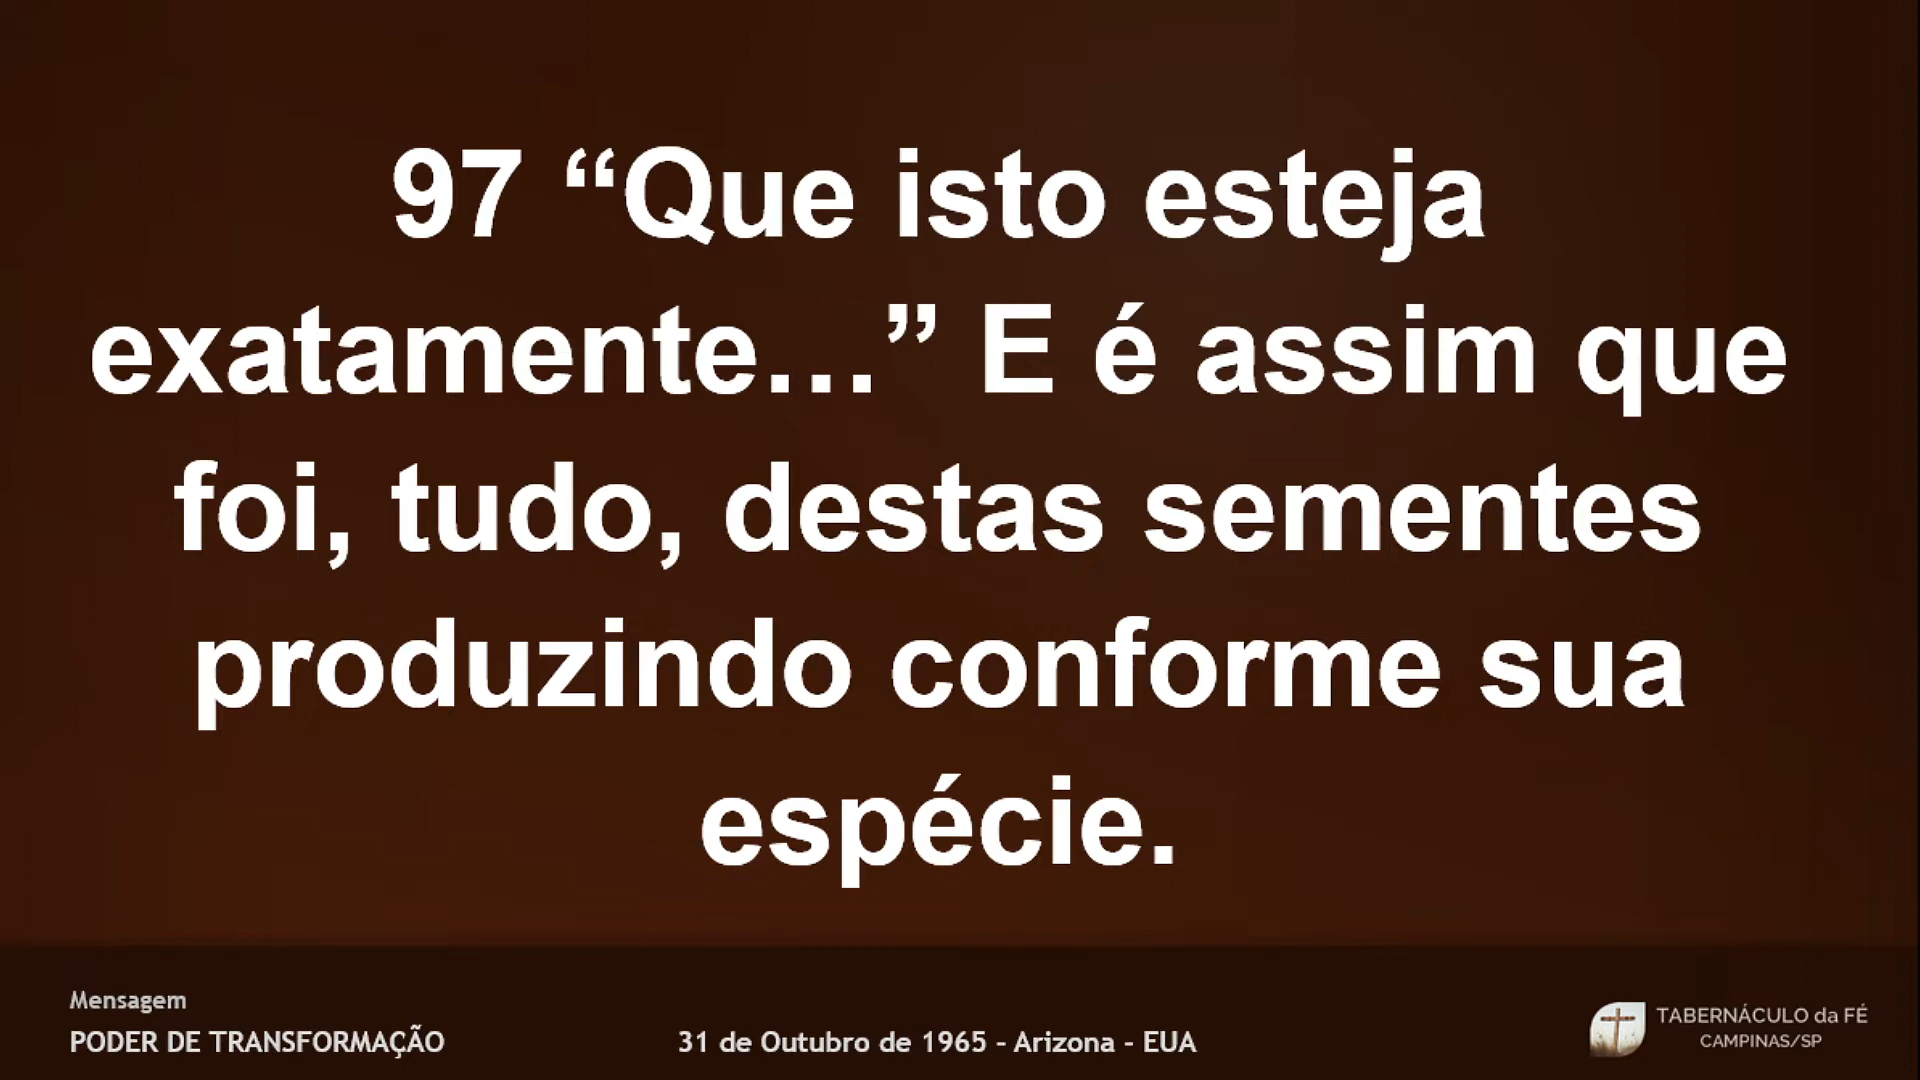 97 “Que isto esteja
exatamente…” E é assim que
foi, tudo, destas sementes
produzindo conforme sua
espécie.
Mensagem
PODER DE TRANSFORMAÇÃO
31 de Outubro de 1965 - Arizona - EUA
TABERNÁCULO da FÉ
CAMPINAS/SP